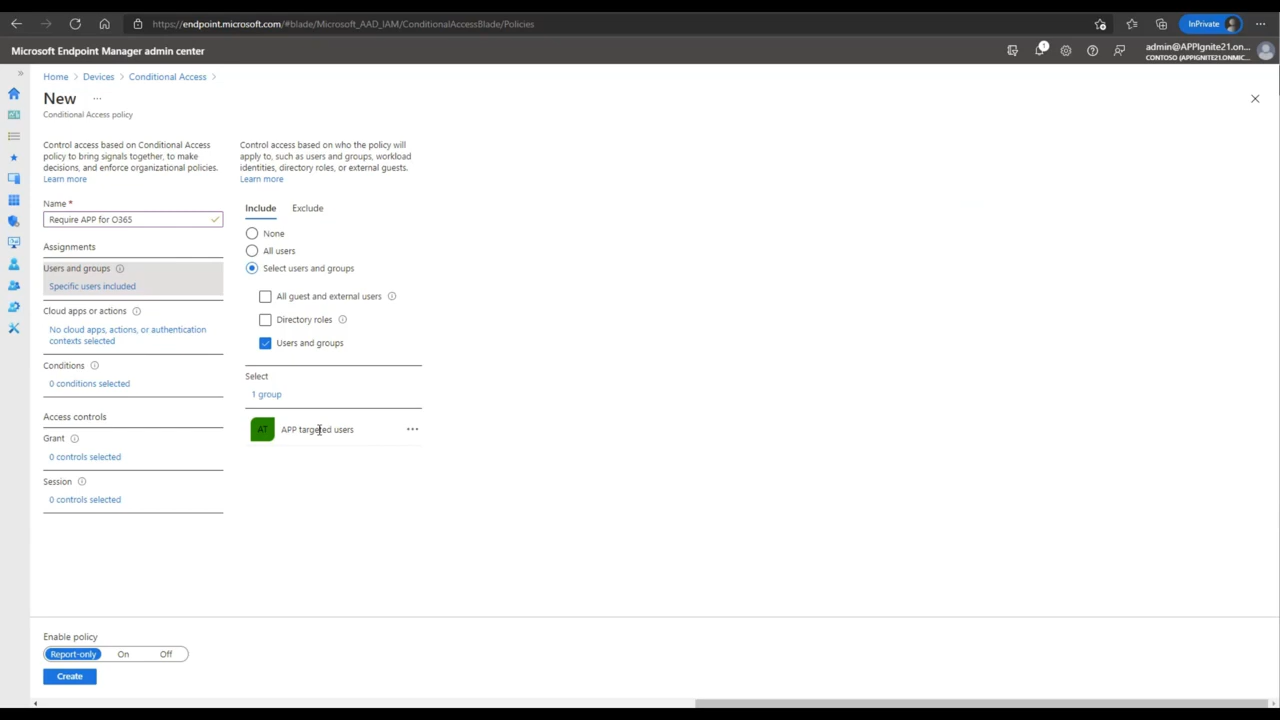 https://endpoint.microsoft.com/#blade/Microsoft_AAD_IAM/ConditionalAccessBlade/Policies
InPrivate
Microsoft Endpoint Manager admin center
1
admin@APPIgnite21.on...
CONTOSO (APPIGNITE21.ONMIC...
Home > Devices > Conditional Access >
New ...
Conditional Access policy
Control access based on Conditional Access
policy to bring signals together, to make
decisions, and enforce organizational policies.
Learn more
Name *
Require APP for O365
Assignments
Users and groups
Specific users included
Cloud apps or actions
No cloud apps, actions, or authentication
contexts selected
Conditions
0 conditions selected
Access controls
Grant
0 controls selected
Session
0 controls selected
Control access based on who the policy will
apply to, such as users and groups, workload
identities, directory roles, or external guests.
Learn more
Include Exclude
None
All users
Select users and groups
All guest and external users
Directory roles
Users and groups
Select
1 group
AT APP targeted users
Enable policy
Report-only On Off
Create